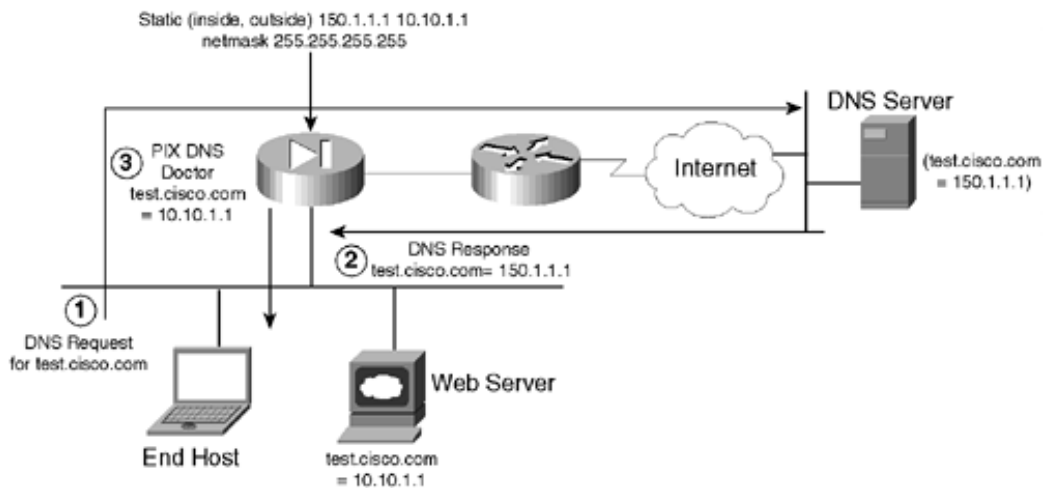 Static (inside, outside) 150.1.1.1 10.10.1.1
netmask 255.255.255.255
DNS Server
(test.cisco.com
= 150.1.1.1)
Internet
3
PIX DNS
Doctor
test.cisco.com
= 10.10.1.1
2
DNS Response
test.cisco.com= 150.1.1.1
1
DNS Request
for test.cisco.com
Web Server
End Host
test.cisco.com
= 10.10.1.1